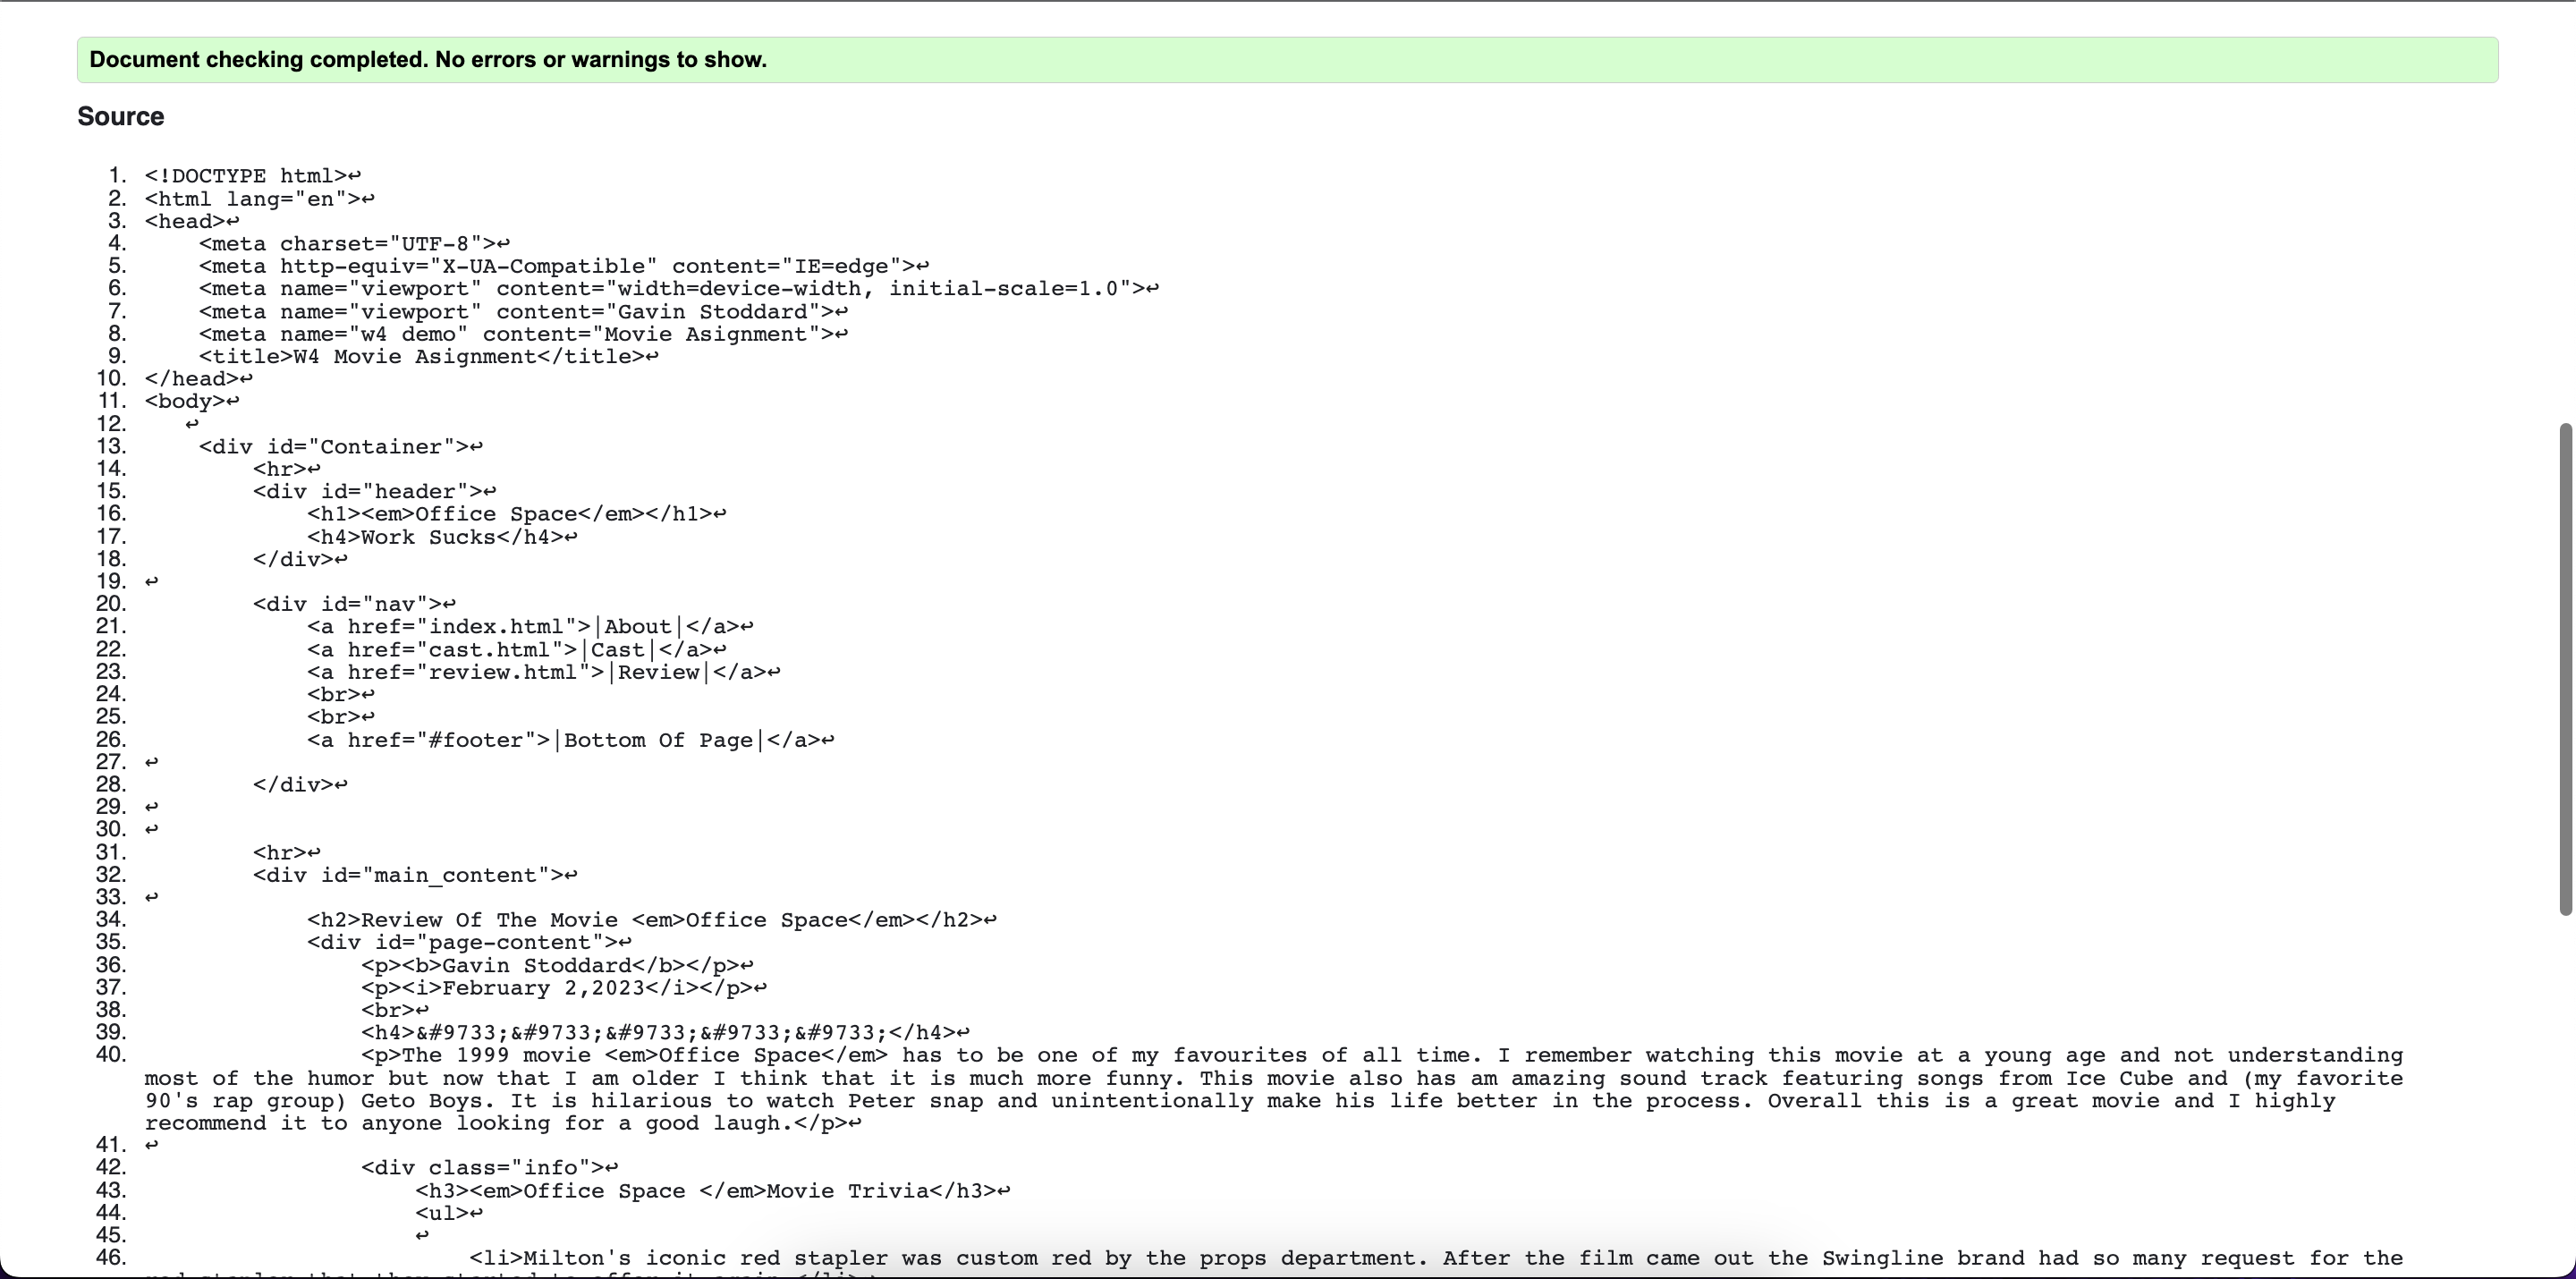 Document checking completed. No errors or warnings to show.
Source
1. <!DOCTYPE html>↩
2. <html lang="en">↩
3. <head>↩
4.     <meta charset="UTF-8">↩
5.     <meta http-equiv="X-UA-Compatible" content="IE=edge">↩
6.     <meta name="viewport" content="width=device-width, initial-scale=1.0">↩
7.     <meta name="viewport" content="Gavin Stoddard">↩
8.     <meta name="w4 demo" content="Movie Asignment">↩
9.     <title>W4 Movie Asignment</title>↩
10. </head>↩
11. <body>↩
12.    ↩
13.     <div id="Container">↩
14.         <hr>↩
15.         <div id="header">↩
16.             <h1><em>Office Space</em></h1>↩
17.             <h4>Work Sucks</h4>↩
18.         </div>↩
19. ↩
20.         <div id="nav">↩
21.             <a href="index.html">|About|</a>↩
22.             <a href="cast.html">|Cast|</a>↩
23.             <a href="review.html">|Review|</a>↩
24.             <br>↩
25.             <br>↩
26.             <a href="#footer">|Bottom Of Page|</a>↩
27. ↩
28.         </div>↩
29. ↩
30. ↩
31.         <hr>↩
32.         <div id="main_content">↩
33. ↩
34.             <h2>Review Of The Movie <em>Office Space</em></h2>↩
35.             <div id="page-content">↩
36.                 <p><b>Gavin Stoddard</b></p>↩
37.                 <p><i>February 2,2023</i></p>↩
38.                 <br>↩
39.                 <h4>&#9733;&#9733;&#9733;&#9733;&#9733;</h4>↩
40.                 <p>The 1999 movie <em>Office Space</em> has to be one of my favourites of all time. I remember watching this movie at a young age and not understanding
most of the humor but now that I am older I think that it is much more funny. This movie also has am amazing sound track featuring songs from Ice Cube and (my favorite
90's rap group) Geto Boys. It is hilarious to watch Peter snap and unintentionally make his life better in the process. Overall this is a great movie and I highly
recommend it to anyone looking for a good laugh.</p>↩
41. ↩
42.                 <div class="info">↩
43.                     <h3><em>Office Space </em>Movie Trivia</h3>↩
44.                     <ul>↩
45.                     ↩
46.                         <li>Milton's iconic red stapler was custom red by the props department. After the film came out the Swingline brand had so many request for the